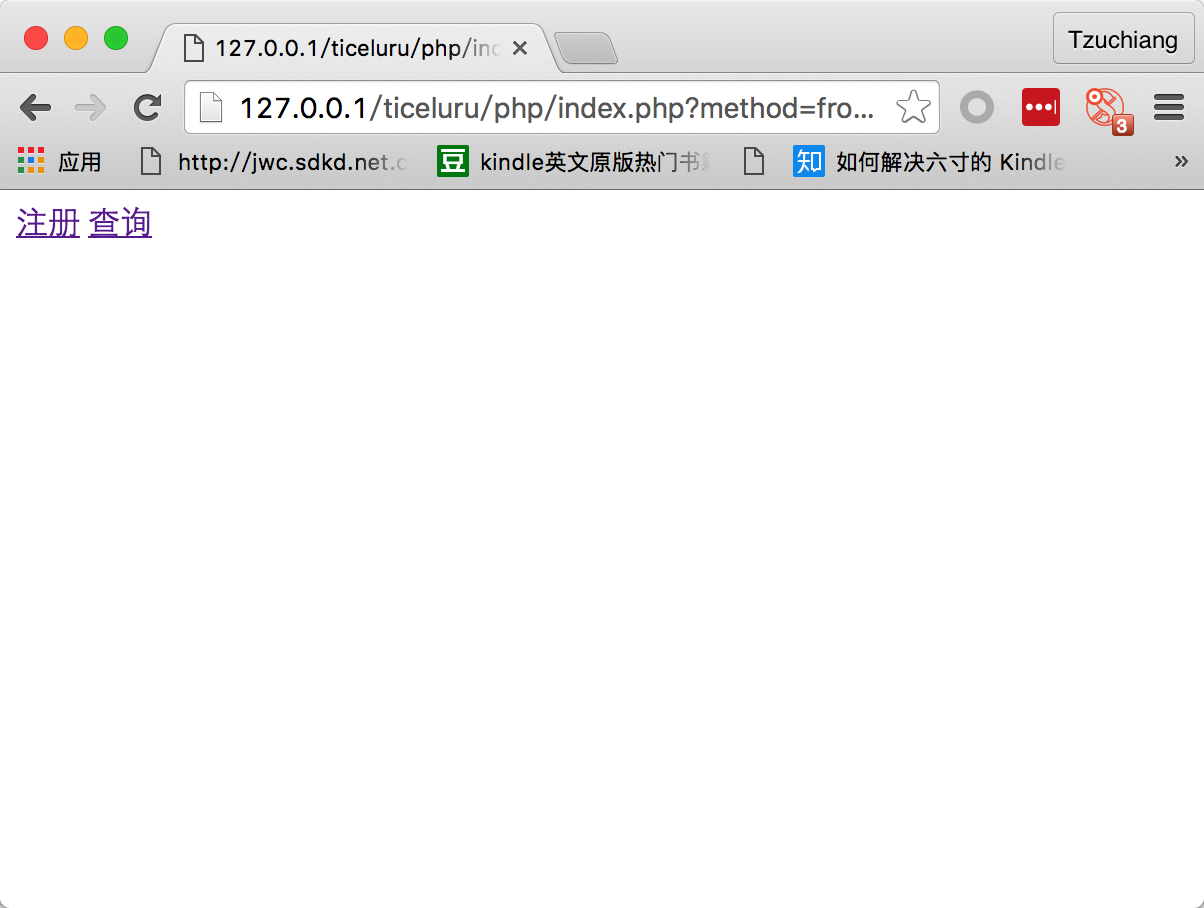 127.0.0.1/ticeluru/php/inc
Tzuchiang
127.0.0.1/ticeluru/php/index.php?method=fro...
3
应用 http://jwc.sdkd.net.c 豆 kindle英文原版热门书 知 如何解决六寸的 Kindle »
注册 查询